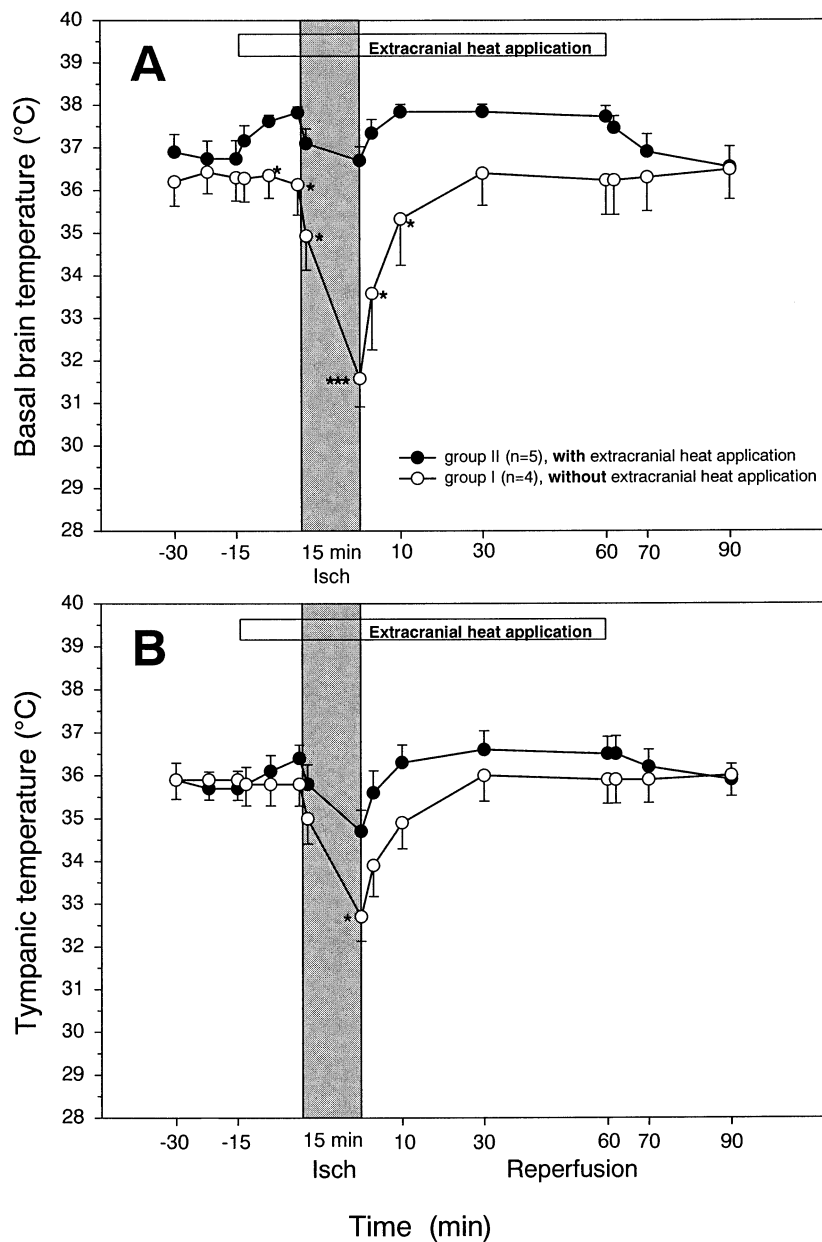 A
Extracranial heat application
Basal brain temperature (°C)
40
39
38
37
36
35
34
33
32
31
30
29
28
*
*
*
***
*
*
group II (n=5), with extracranial heat application
group I (n=4), without extracranial heat application
-30 -15 15 min 10 30 60 70 90
Isch
B
Extracranial heat application
Tympanic temperature (°C)
40
39
38
37
36
35
34
33
32
31
30
29
28
*
-30 -15 15 min 10 30 60 70 90
Isch Reperfusion
Time (min)